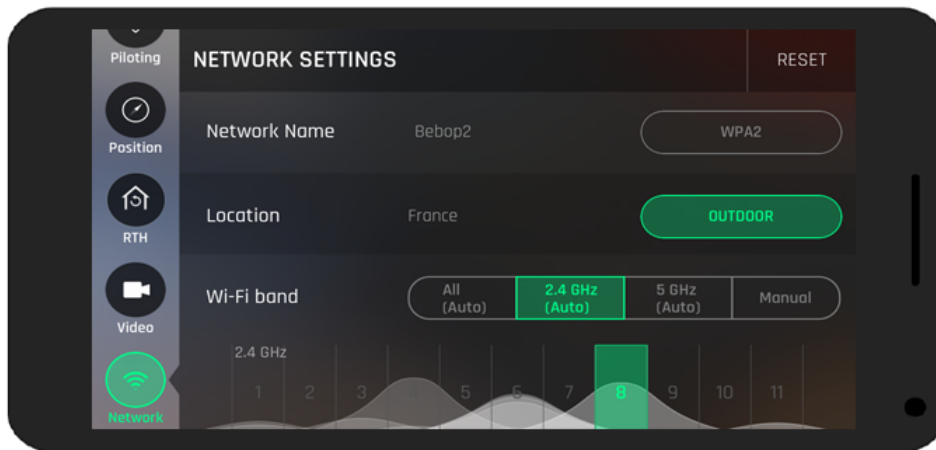 Piloting
NETWORK SETTINGS
RESET
Position
Network Name
Bebop2
WPA2
RTH
Location
France
OUTDOOR
Video
Wi-Fi band
All
(Auto)
2.4 GHz
(Auto)
5 GHz
(Auto)
Manual
Network
2.4 GHz
1 2 3 5 6 7 8 9 10 11